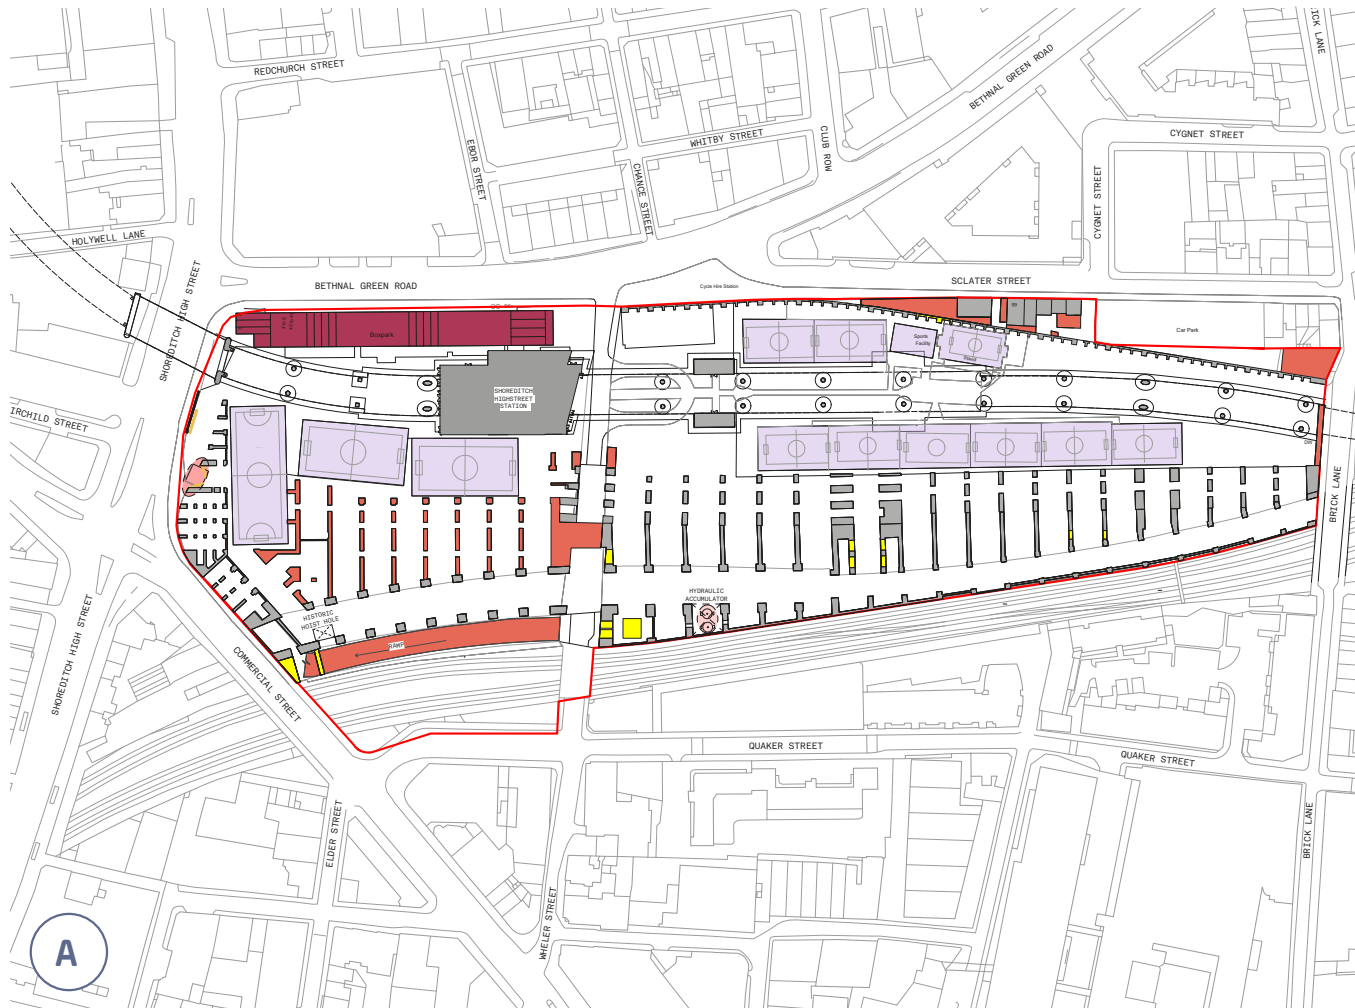 REDCHURCH STREET
BETHNAL GREEN ROAD
CYGNET STREET
WHITBY STREET
CLUB ROW
EBOR STREET
CHANCE STREET
CYGNET STREET
HOLYWELL LANE
SHOREDITCH HIGH STREET
BETHNAL GREEN ROAD
Cycle Hire Station
SCLATER STREET
Boxpark
Sports
Facility
Car Park
SHOREDITCH
HIGHSTREET
STATION
BRICK LANE
HISTORIC
HOIST HOLE
RAMP
HYDRAULIC
ACCUMULATOR
SHOREDITCH HIGH STREET
COMMERCIAL STREET
QUAKER STREET
QUAKER STREET
ELDER STREET
WHELER STREET
BRICK LANE
A